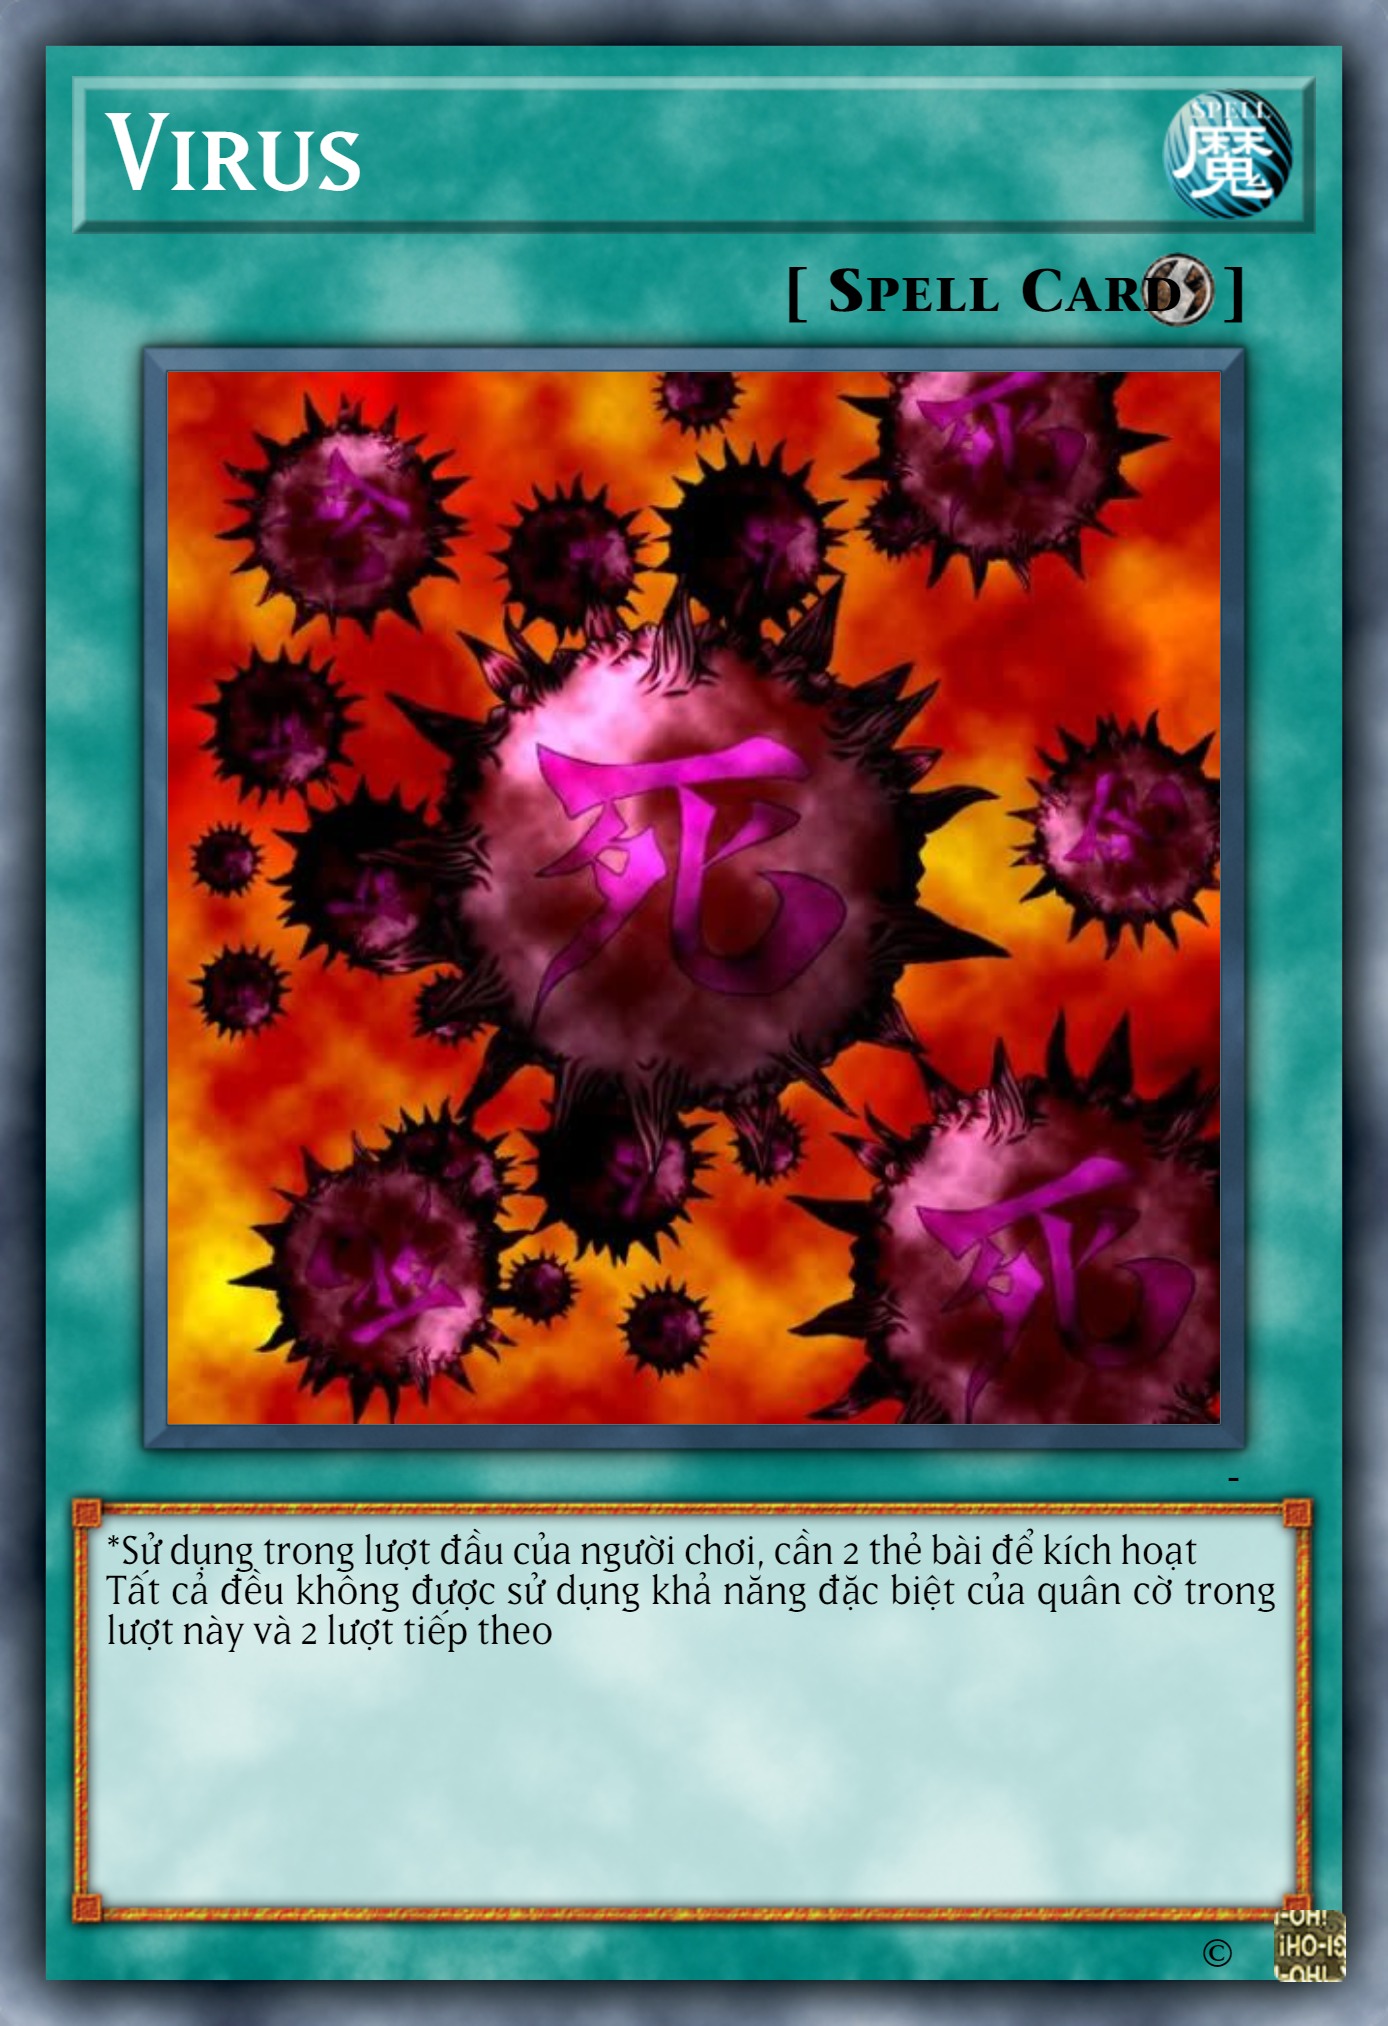 VIRUS
SPELL
魔
[ SPELL CARD ]
死
死
死
-
*Sử dụng trong lượt đầu của người chơi, cần 2 thẻ bài để kích hoạt
Tất cả đều không được sử dụng khả năng đặc biệt của quân cờ trong
lượt này và 2 lượt tiếp theo
©
-OH!